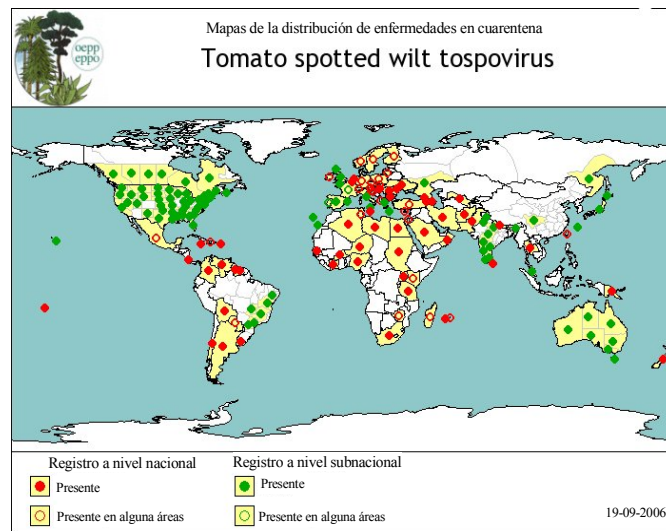 Mapas de la distribución de enfermedades en cuarentena
oepp
eppo
Tomato spotted wilt tospovirus
Registro a nivel nacional
Registro a nivel subnacional
Presente
Presente
Presente en alguna áreas
Presente en alguna áreas
19-09-2006